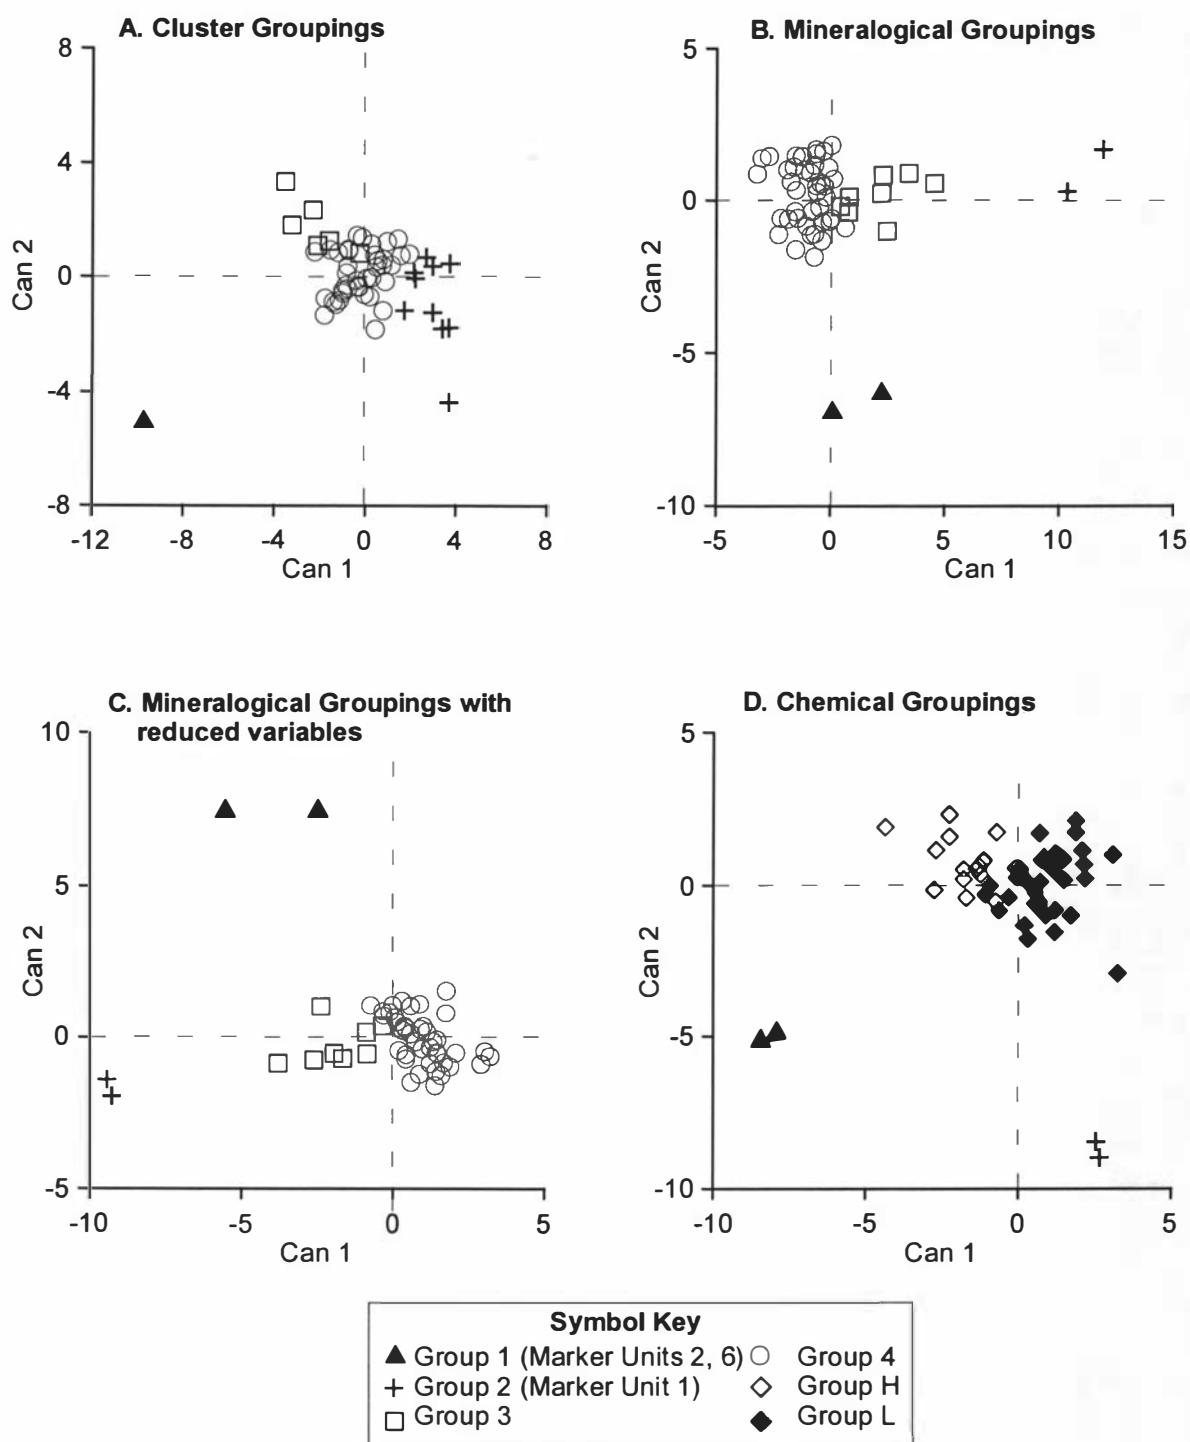 A. Cluster Groupings
8
4
0
-4
-8
-12 -8 -4 0 4 8
Can 1
Can 2
B. Mineralogical Groupings
5
0
-5
-10
-5 0 5 10 15
Can 1
Can 2
C. Mineralogical Groupings with
reduced variables
10
5
0
-5
-10 -5 0 5
Can 1
Can 2
D. Chemical Groupings
5
0
-5
-10
-10 -5 0 5
Can 1
Can 2
Symbol Key
Group 1 (Marker Units 2, 6) Group 4
Group 2 (Marker Unit 1) Group H
Group 3 Group L